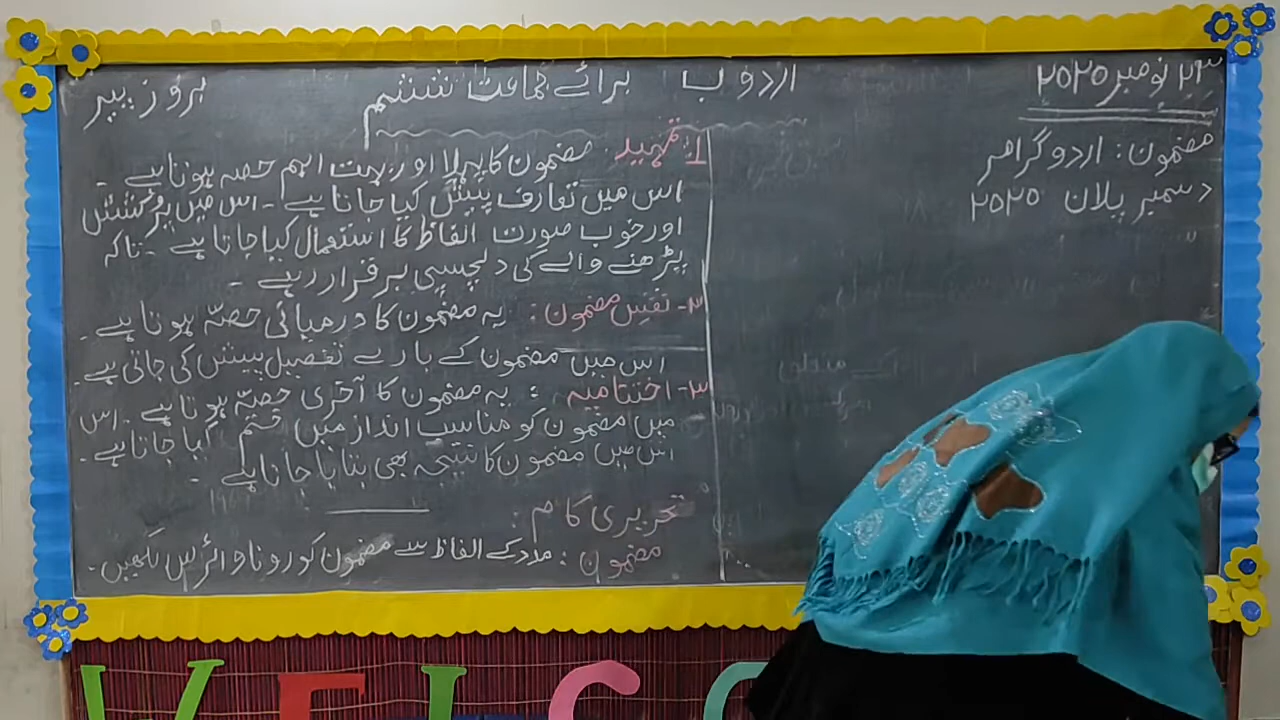 ۲۳ نومبر ۲۰۲۰
اردو ب برائے جماعت ششم
بروز پیر
مضمون: اردو گرامر
دسمبر پلان ۲۰۲۰
1۔ تمہید: مضمون کا پہلا اور بہت اہم حصہ ہوتا ہے۔
اس میں تعارف پیش کیا جاتا ہے۔ اس میں پُرکشش
اور خوب صورت الفاظ کا استعمال کیا جاتا ہے۔ تاکہ
پڑھنے والے کی دلچسپی برقرار رہے۔
۲۔ نفسِ مضمون: یہ مضمون کا درمیانی حصّہ ہوتا ہے۔
اس میں مضمون کے بارے تفصیل پیش کی جاتی ہے۔
۳۔ اختتامیہ: یہ مضمون کا آخری حصّہ ہوتا ہے۔ اس
میں مضمون کو مناسب انداز میں ختم کیا جاتا ہے۔
اس میں مضمون کا نتیجہ بھی بتایا جاتا ہے۔
تحریری کام:
مضمون: مدد کے الفاظ سے مضمون کورونا وائرس لکھیں۔
WELC